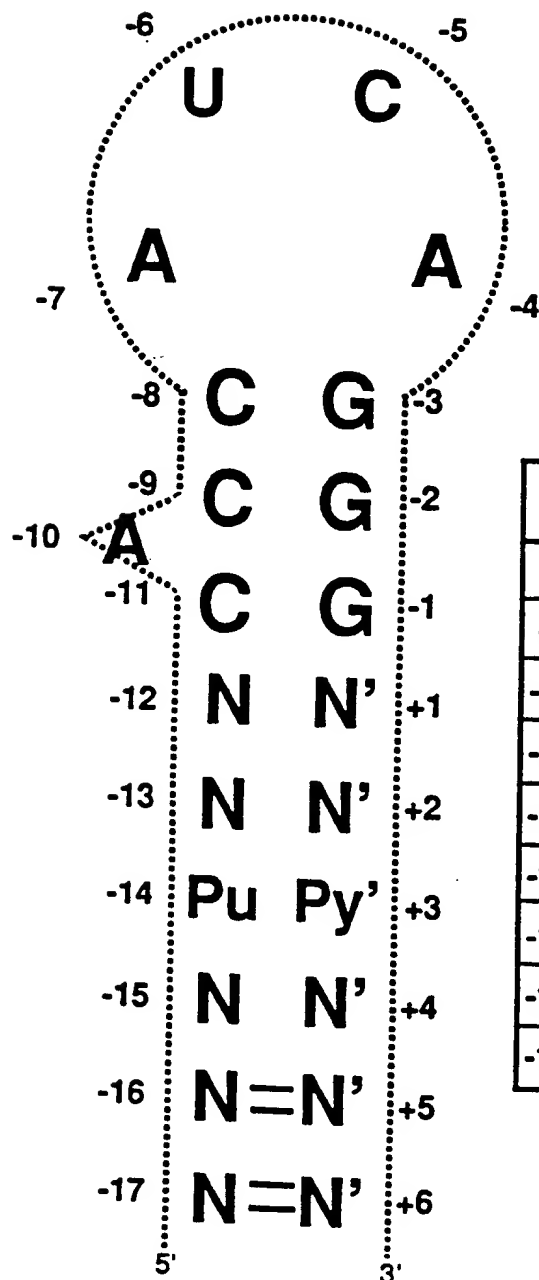 -6 -5
U C
A A
-7 -4
-8 C G -3
-9 C G -2
-10 A
-11 C G -1
-12 N N’ +1
-13 N N’ +2
-14 Pu Py’ +3
-15 N N’ +4
-16 N N’ +5
-17 N N’ +6
5' 3'